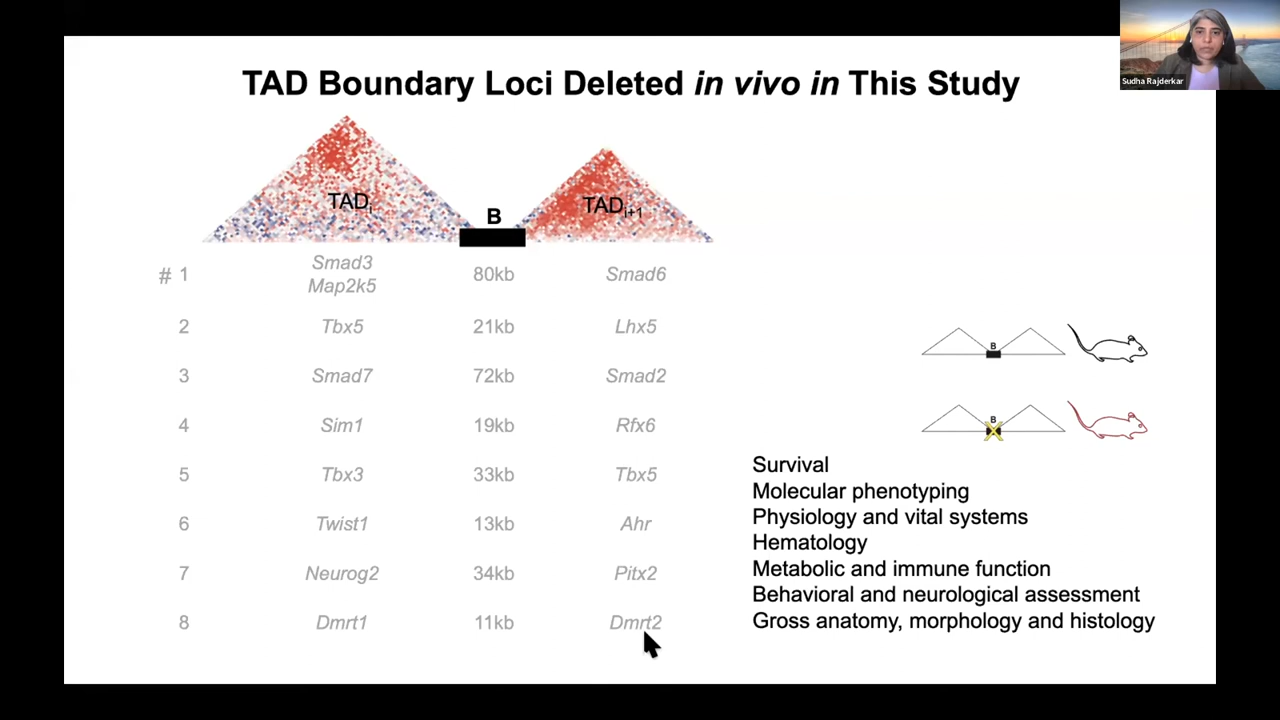 TAD Boundary Loci Deleted in vivo in This Study
Sudha Rajderkar
TADi
B
TADi+1
# 1 Smad3 Map2k5 80kb Smad6
2 Tbx5 21kb Lhx5
3 Smad7 72kb Smad2
4 Sim1 19kb Rfx6
5 Tbx3 33kb Tbx5
6 Twist1 13kb Ahr
7 Neurog2 34kb Pitx2
8 Dmrt1 11kb Dmrt2
B
B
Survival
Molecular phenotyping
Physiology and vital systems
Hematology
Metabolic and immune function
Behavioral and neurological assessment
Gross anatomy, morphology and histology